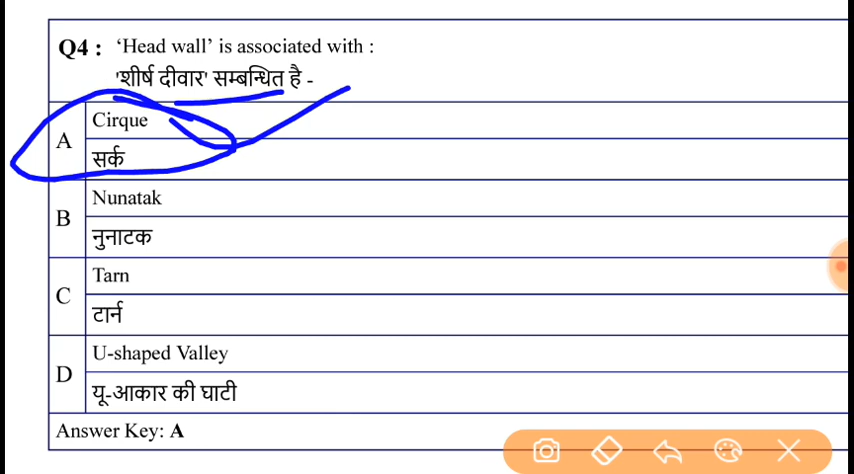 Q4 : ‘Head wall’ is associated with :
'शीर्ष दीवार' सम्बन्धित है -
A
Cirque
सर्क
B
Nunatak
नुनाटक
C
Tarn
टार्न
D
U-shaped Valley
यू-आकार की घाटी
Answer Key: A